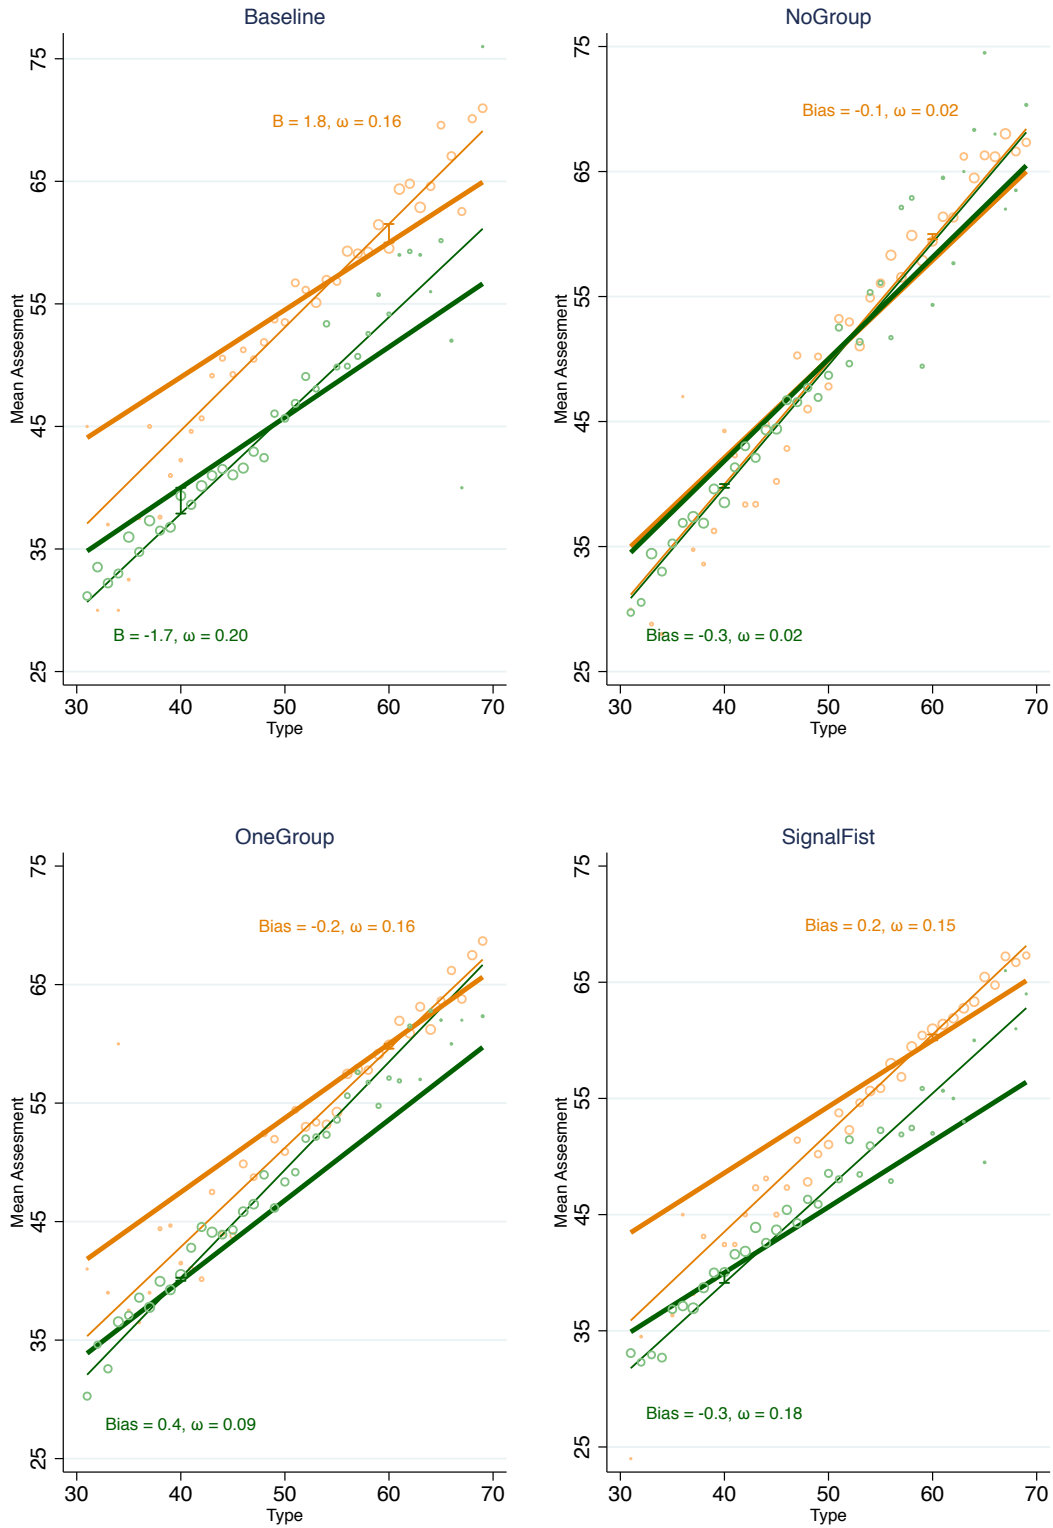 Baseline
75
65
55
45
35
25
Mean Assesment
B = 1.8, ω = 0.16
B = -1.7, ω = 0.20
30 40 50 60 70
Type
NoGroup
75
65
55
45
35
25
Mean Assesment
Bias = -0.1, ω = 0.02
Bias = -0.3, ω = 0.02
30 40 50 60 70
Type
OneGroup
75
65
55
45
35
25
Mean Assesment
Bias = -0.2, ω = 0.16
Bias = 0.4, ω = 0.09
30 40 50 60 70
Type
SignalFist
75
65
55
45
35
25
Mean Assesment
Bias = 0.2, ω = 0.15
Bias = -0.3, ω = 0.18
30 40 50 60 70
Type